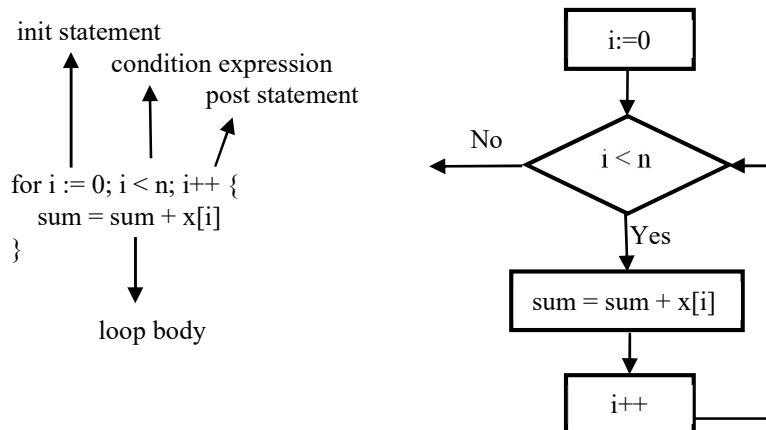 init statement
condition expression
post statement
for i := 0; i < n; i++ {
sum = sum + x[i]
}
loop body
i:=0
No
i < n
Yes
sum = sum + x[i]
i++